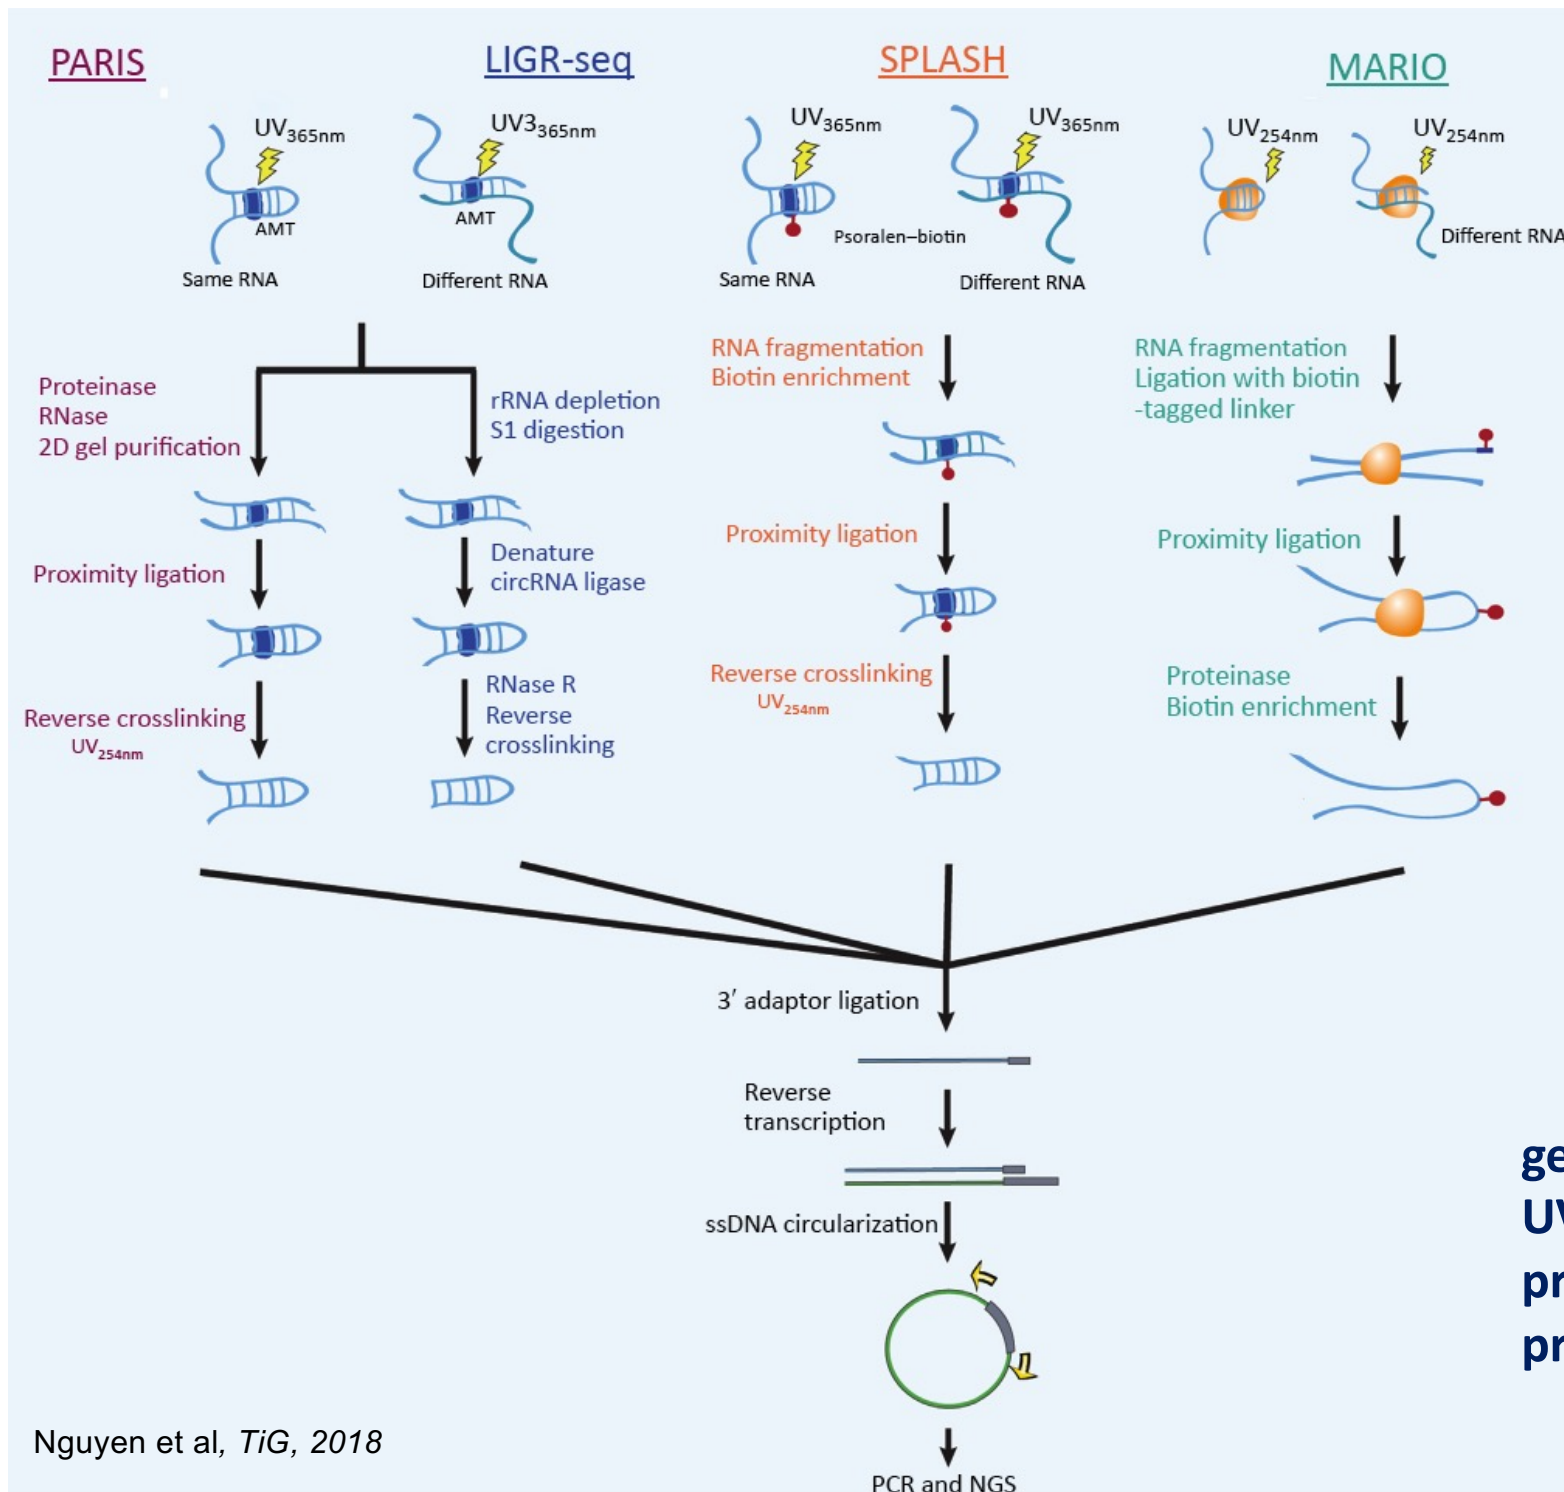 PARIS
LIGR-seq
SPLASH
MARIO
UV365nm
AMT
Same RNA
UV3365nm
AMT
Different RNA
UV365nm
Same RNA
Psoralen–biotin
UV365nm
Different RNA
UV254nm
UV254nm
Different RNA
Proteinase
RNase
2D gel purification
Proximity ligation
Reverse crosslinking
UV254nm
rRNA depletion
S1 digestion
Denature
circRNA ligase
RNase R
Reverse
crosslinking
RNA fragmentation
Biotin enrichment
Proximity ligation
Reverse crosslinking
UV254nm
RNA fragmentation
Ligation with biotin
-tagged linker
Proximity ligation
Proteinase
Biotin enrichment
3′ adaptor ligation
Reverse
transcription
ssDNA circularization
PCR and NGS
Nguyen et al, TiG, 2018